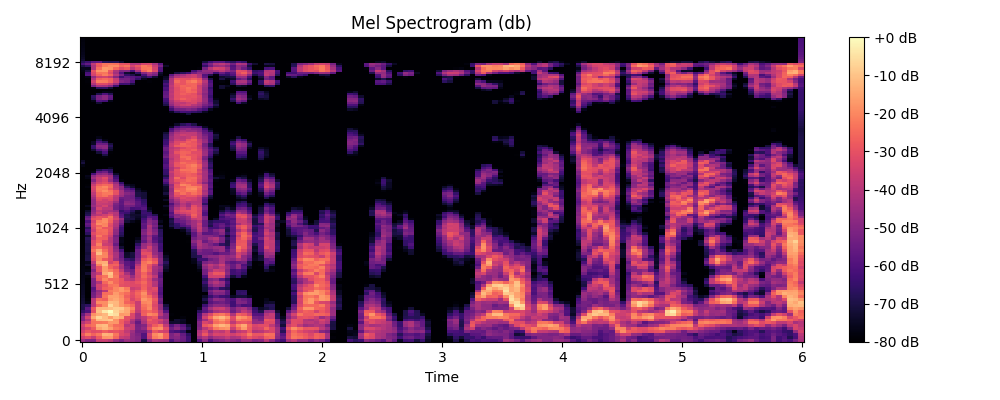 Mel Spectrogram (db)
Hz
8192
4096
2048
1024
512
0
0 1 2 3 4 5 6
Time
+0 dB
-10 dB
-20 dB
-30 dB
-40 dB
-50 dB
-60 dB
-70 dB
-80 dB